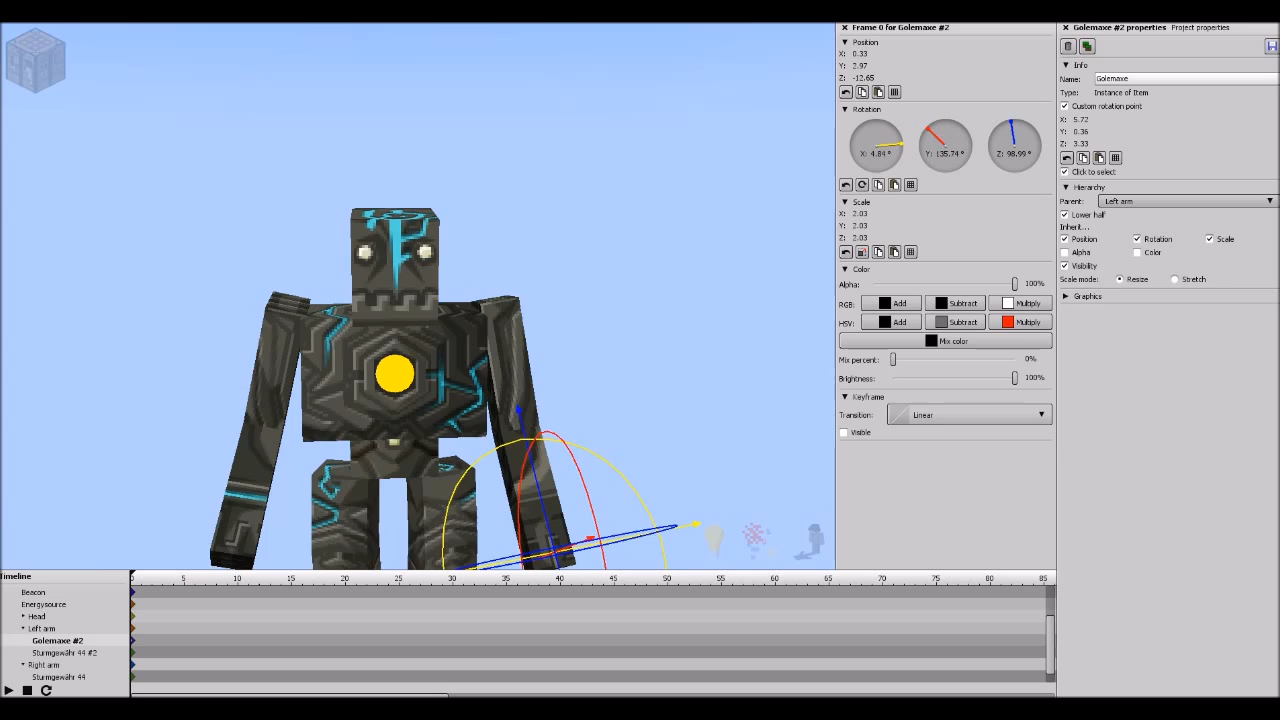 Frame 0 for Golemaxe #2
Position
X: 0.33
Y: 2.97
Z: -12.65
Rotation
X: 4.84 °
Y: 135.74 °
Z: 98.99 °
Scale
X: 2.03
Y: 2.03
Z: 2.03
Color
Alpha: 100%
RGB: Add Subtract Multiply
HSV: Add Subtract Multiply
Mix color
Mix percent: 0%
Brightness: 100%
Keyframe
Transition: Linear
Visible
Golemaxe #2 properties Project properties
Info
Name: Golemaxe
Type: Instance of Item
Custom rotation point
X: 5.72
Y: 0.36
Z: 3.33
Click to select
Hierarchy
Parent: Left arm
Lower half
Inherit...
Position Rotation Scale
Alpha Color
Visibility
Scale mode: Resize Stretch
Graphics
Timeline
0 5 10 15 20 25 30 35 40 45 50 55 60 65 70 75 80 85
Beacon
Energysource
Head
Left arm
Golemaxe #2
Sturmgewähr 44 #2
Right arm
Sturmgewähr 44